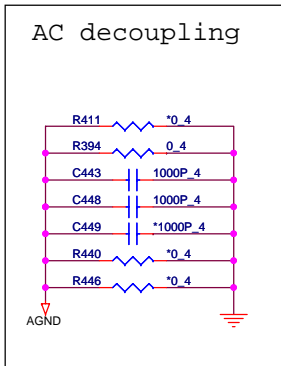 AC decoupling
R411 *0_4
R394 0_4
C443 1000P_4
C448 1000P_4
C449 *1000P_4
R440 *0_4
R446 *0_4
AGND